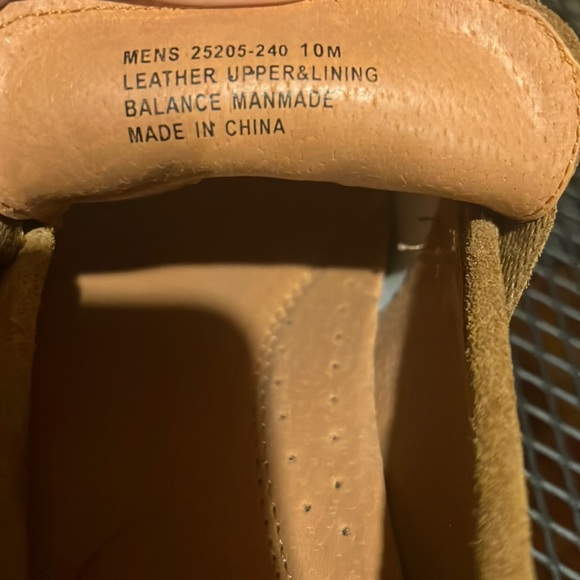 MENS 25205-240 10M
LEATHER UPPER&LINING
BALANCE MANMADE
MADE IN CHINA